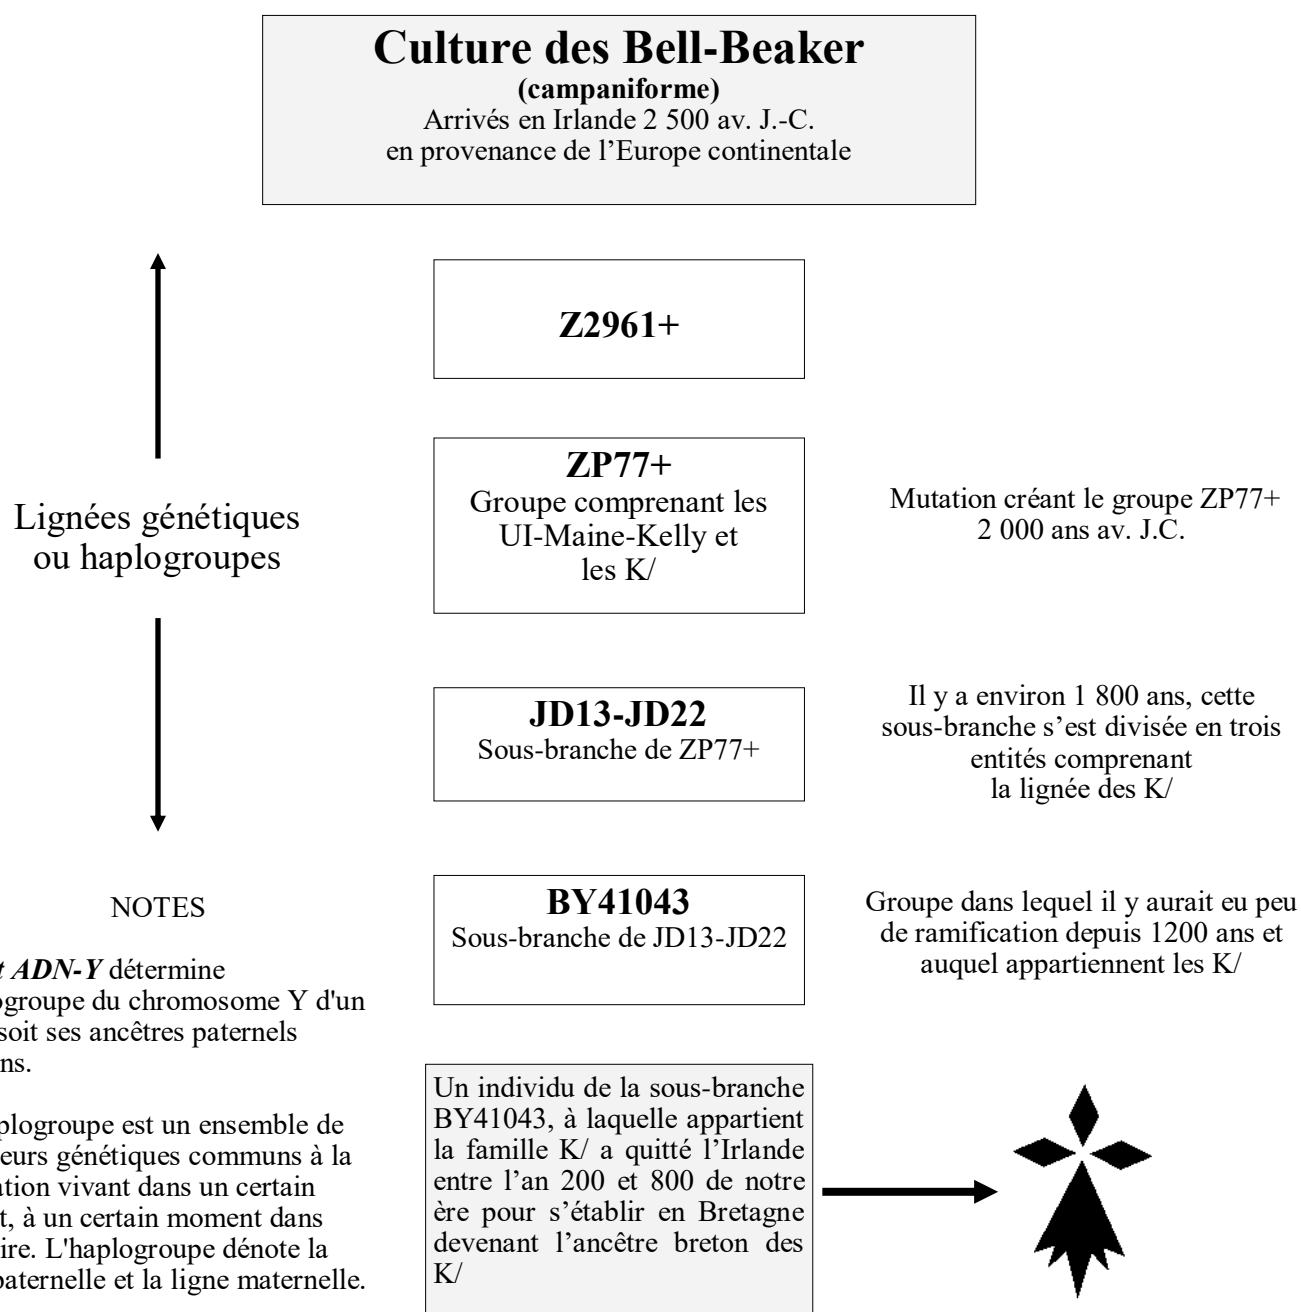 Culture des Bell-Beaker
(campaniforme)
Arrivés en Irlande 2 500 av. J.-C.
en provenance de l’Europe continentale
Z2961+
Lignées génétiques
ou haplogroupes
ZP77+
Groupe comprenant les
UI-Maine-Kelly et
les K/
Mutation créant le groupe ZP77+
2 000 ans av. J.C.
JD13-JD22
Sous-branche de ZP77+
Il y a environ 1 800 ans, cette
sous-branche s’est divisée en trois
entités comprenant
la lignée des K/
BY41043
Sous-branche de JD13-JD22
Groupe dans lequel il y aurait eu peu
de ramification depuis 1200 ans et
auquel appartiennent les K/
NOTES
ADN-Y détermine
du chromosome Y d'un
soit ses ancêtres paternels
est un ensemble de
génétiques communs à la
vivant dans un certain
à un certain moment dans
L'haplogroupe dénote la
paternelle et la ligne maternelle.
Un individu de la sous-branche
BY41043, à laquelle appartient
la famille K/ a quitté l’Irlande
entre l’an 200 et 800 de notre
ère pour s’établir en Bretagne
devenant l’ancêtre breton des
K/